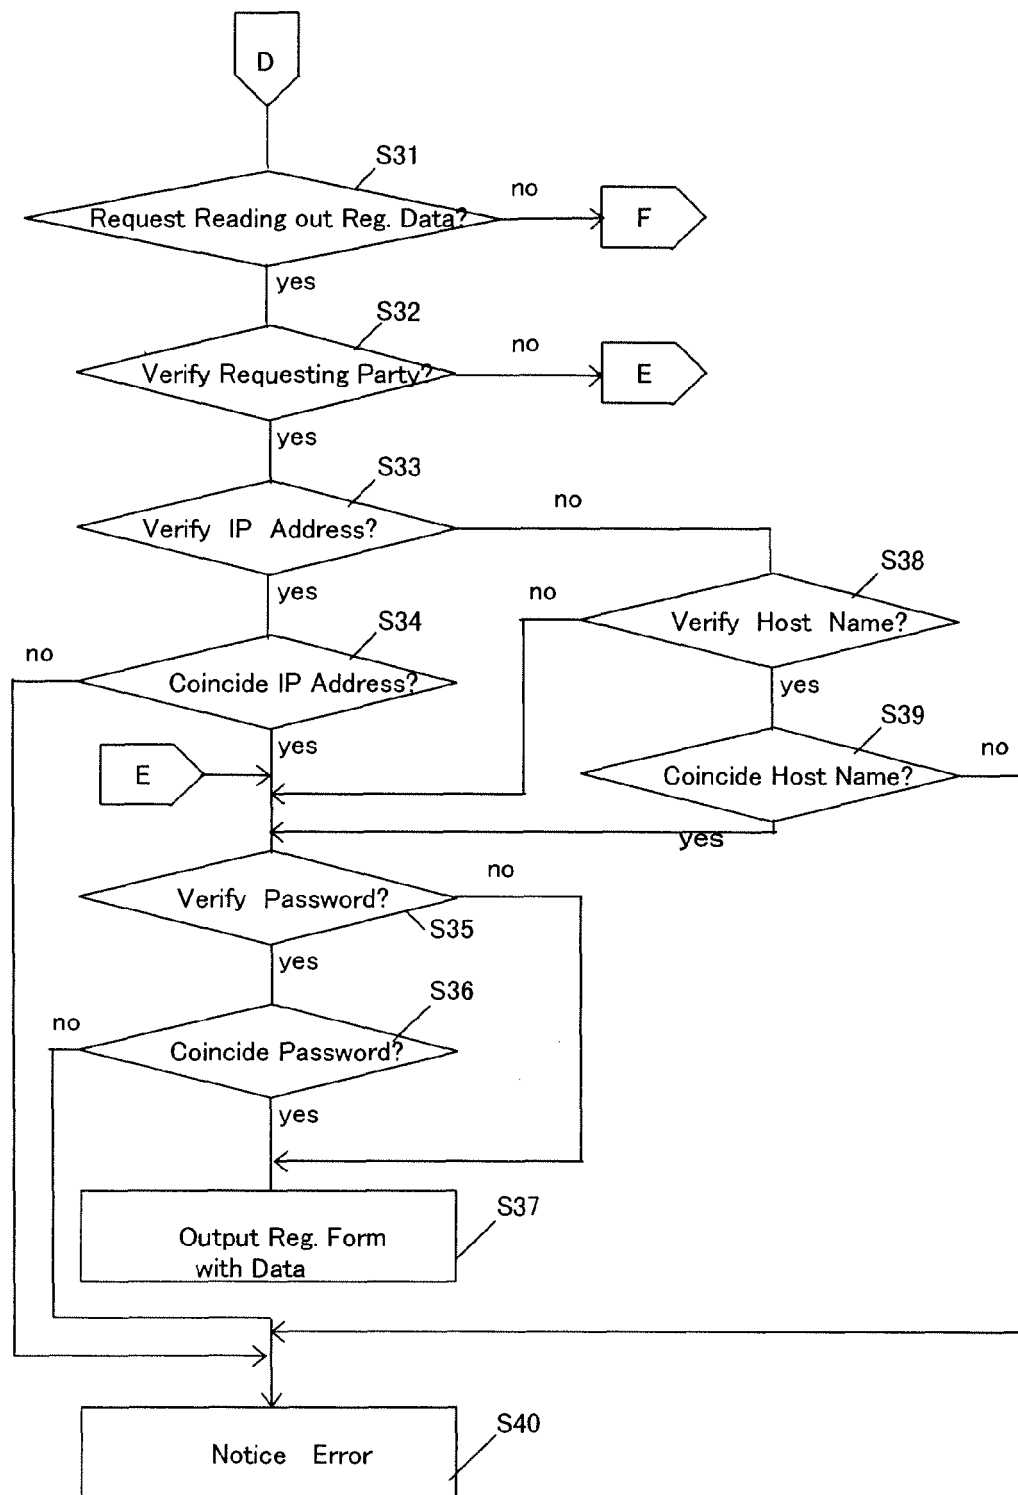 D
S31
Request Reading out Reg. Data?
no
F
yes
S32
Verify Requesting Party?
no
E
yes
S33
Verify IP Address?
no
yes
S38
Verify Host Name?
no
S34
Coincide IP Address?
no
yes
yes
S39
Coincide Host Name?
no
E
yes
Verify Password?
no
S35
yes
S36
Coincide Password?
no
yes
S37
Output Reg. Form
with Data
S40
Notice Error